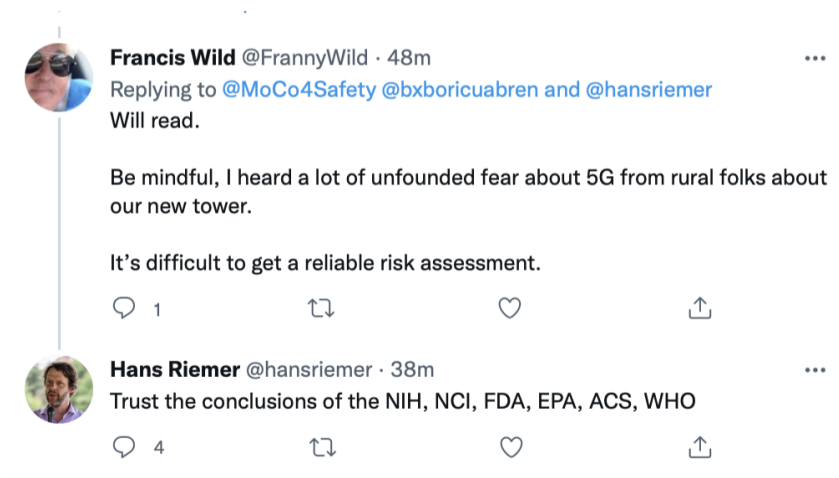 Francis Wild @FrannyWild · 48m
Replying to @MoCo4Safety @bxboricuabren and @hansriemer
Will read.
Be mindful, I heard a lot of unfounded fear about 5G from rural folks about
our new tower.
It’s difficult to get a reliable risk assessment.
1
Hans Riemer @hansriemer · 38m
Trust the conclusions of the NIH, NCI, FDA, EPA, ACS, WHO
4